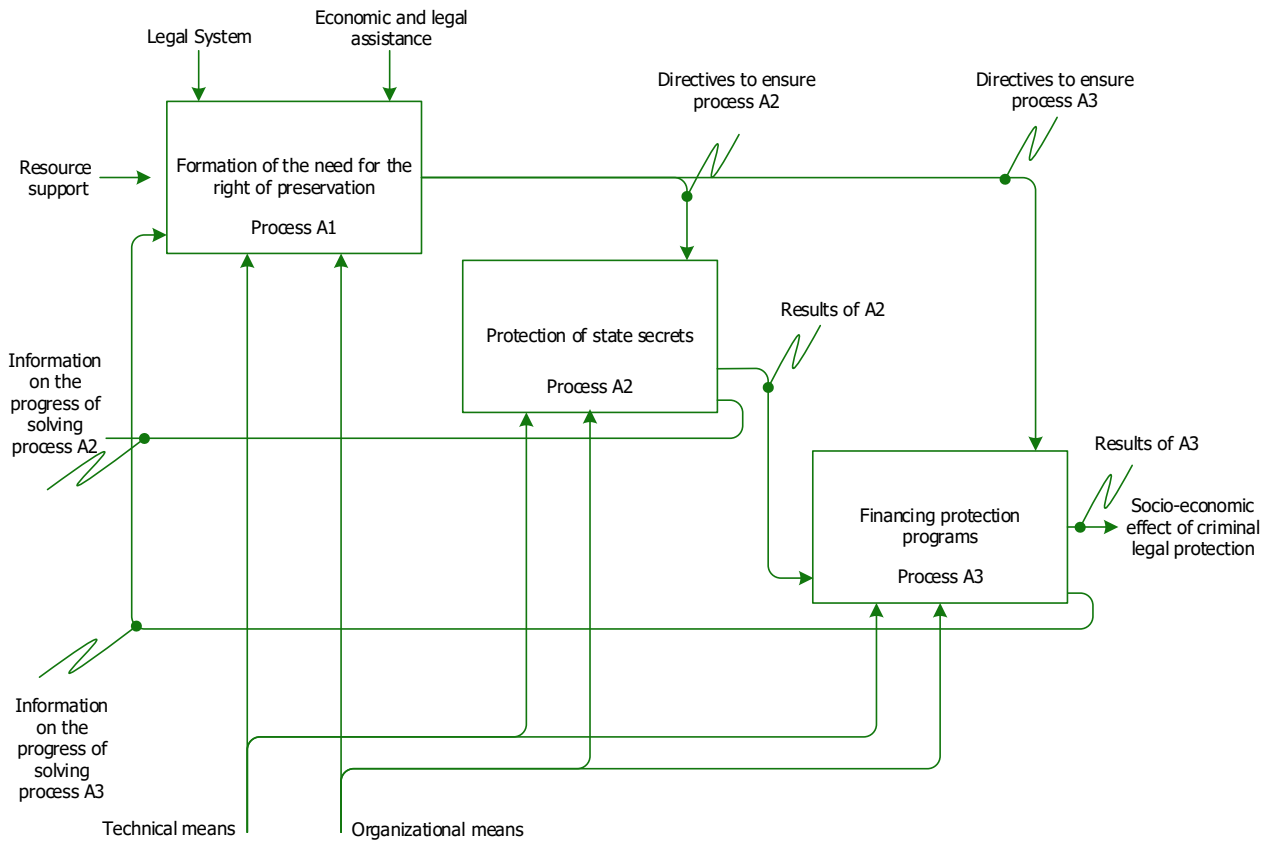 Legal System
Economic and legal
assistance
Directives to ensure
process A2
Directives to ensure
process A3
Resource
support
Formation of the need for the
right of preservation
Process A1
Results of A2
Protection of state secrets
Process A2
Information
on the
progress of
solving
process A2
Results of A3
Financing protection
programs
Process A3
Socio-economic
effect of criminal
legal protection
Information
on the
progress of
solving
process A3
Technical means
Organizational means